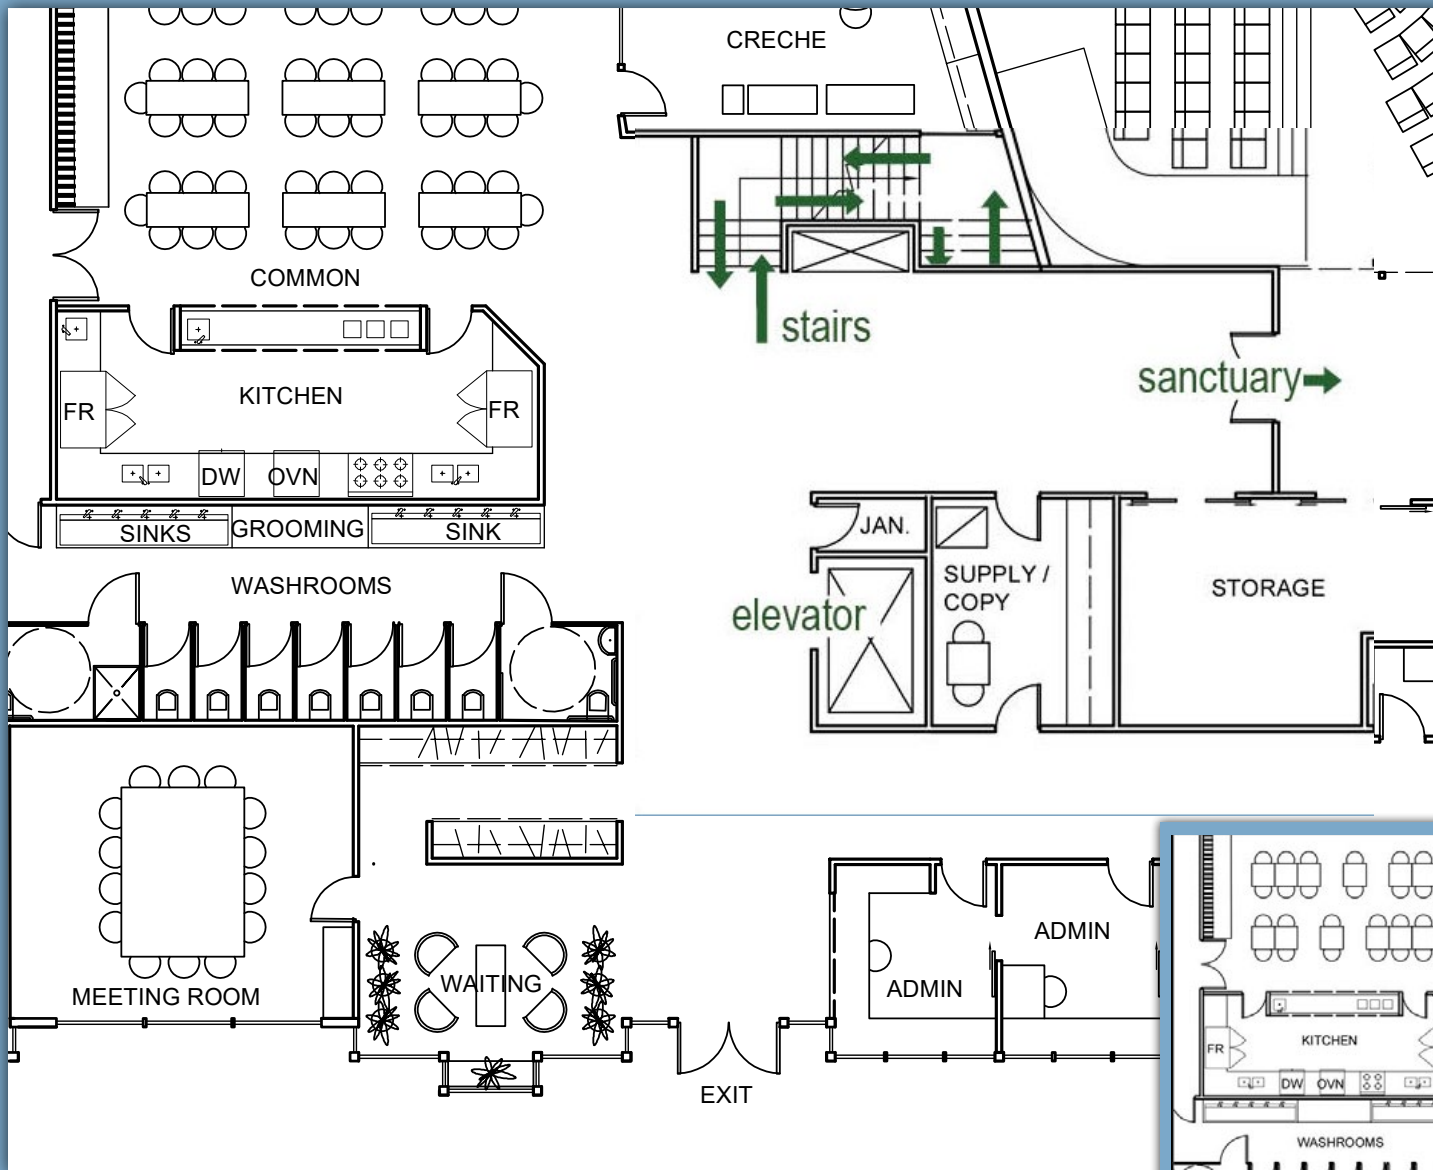 CRECHE
COMMON
stairs
sanctuary
KITCHEN
FR
FR
DW
OVN
SINKS
GROOMING
SINK
JAN.
SUPPLY /
COPY
STORAGE
WASHROOMS
elevator
ADMIN
WAITING
ADMIN
MEETING ROOM
EXIT
KITCHEN
FR
DW
OVN
WASHROOMS